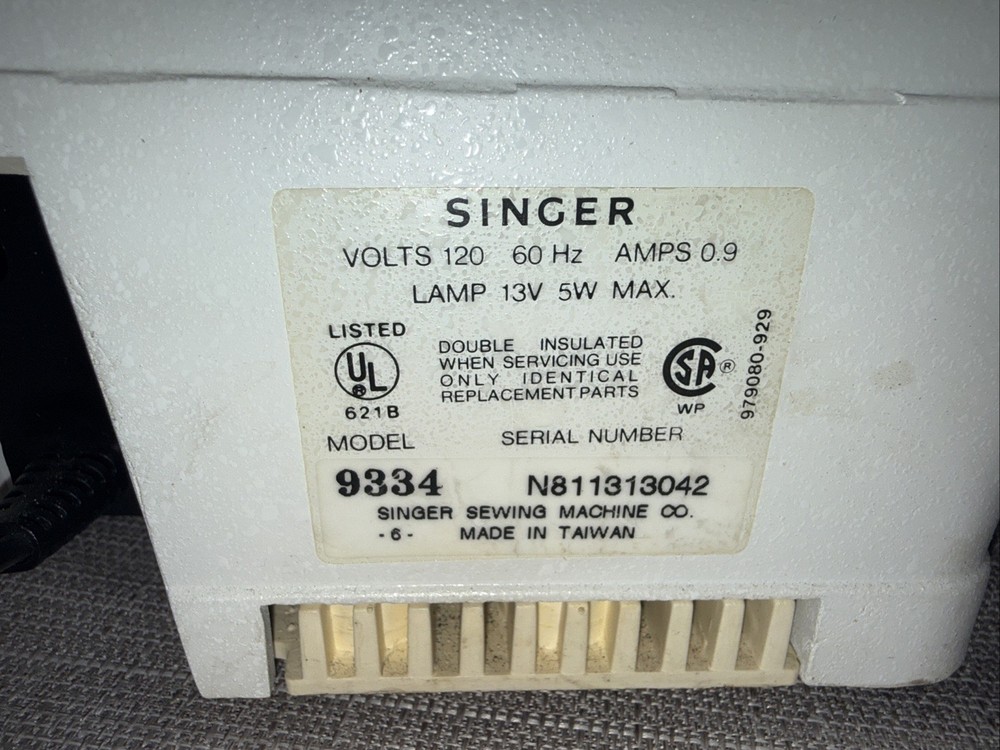 SINGER
VOLTS 120 60 Hz AMPS 0.9
LAMP 13V 5W MAX.
LISTED
UL
®
621B
DOUBLE INSULATED
WHEN SERVICING USE
ONLY IDENTICAL
REPLACEMENT PARTS
SA ®
WP
979080-929
MODEL SERIAL NUMBER
9334 N811313042
SINGER SEWING MACHINE CO.
-6- MADE IN TAIWAN